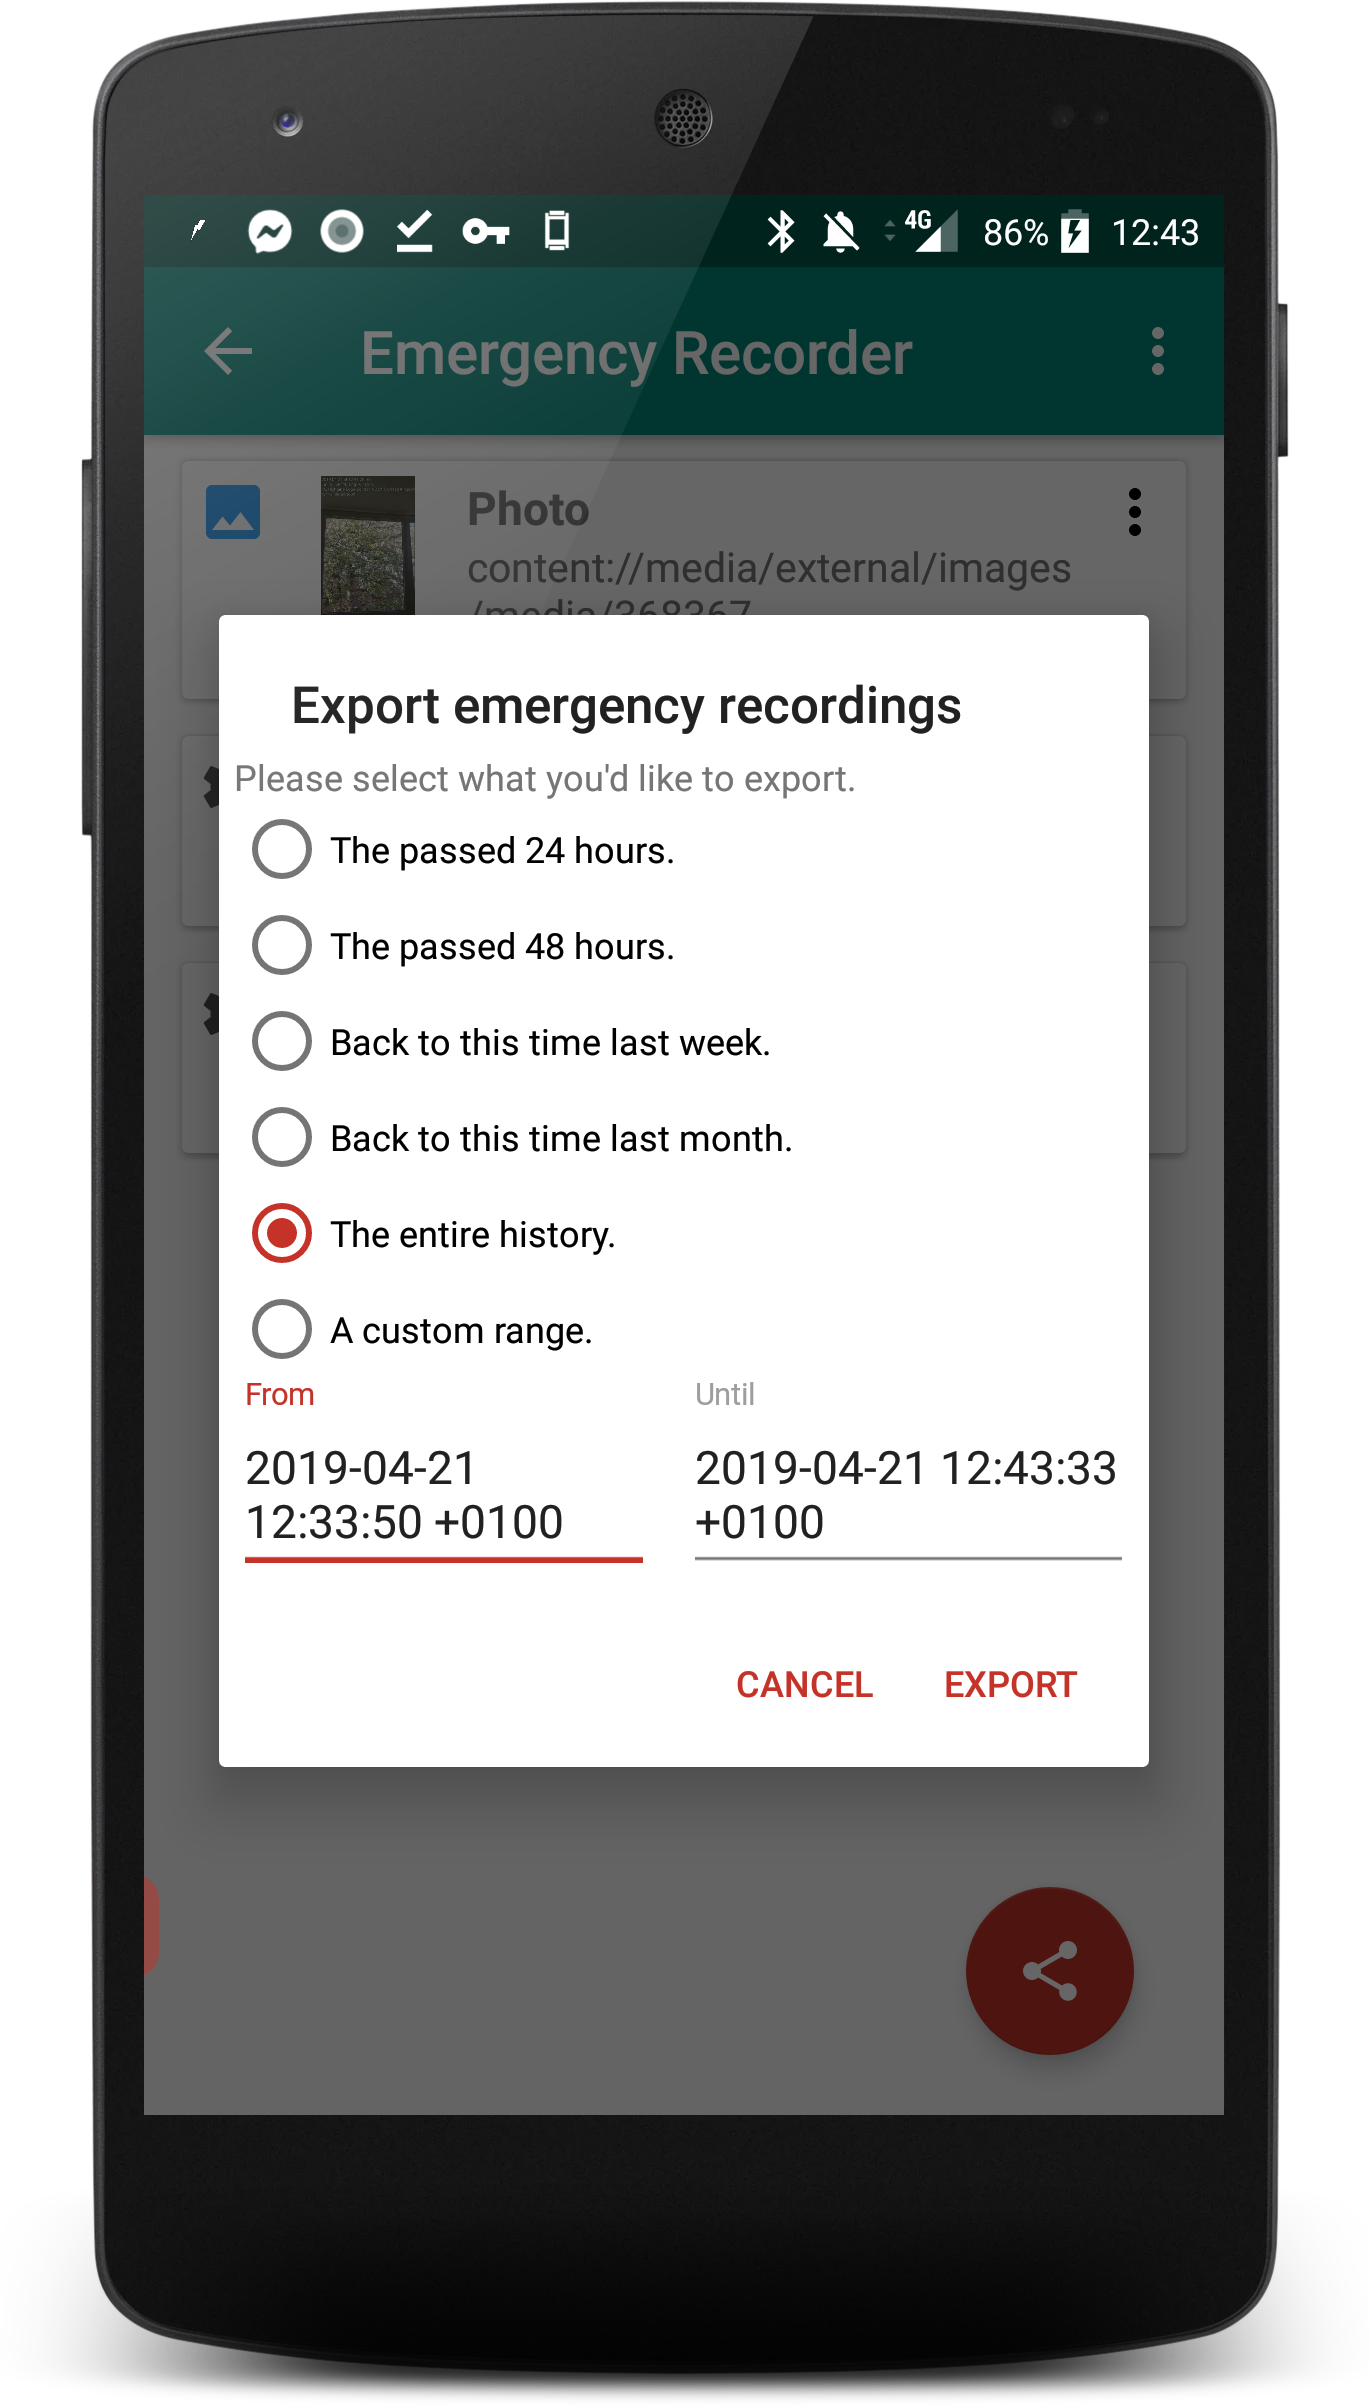 4G 86% 12:43
Emergency Recorder
Photo
content://media/external/images
/media/368367
Export emergency recordings
Please select what you'd like to export.
The passed 24 hours.
The passed 48 hours.
Back to this time last week.
Back to this time last month.
The entire history.
A custom range.
From
2019-04-21
12:33:50 +0100
Until
2019-04-21 12:43:33
+0100
CANCEL EXPORT